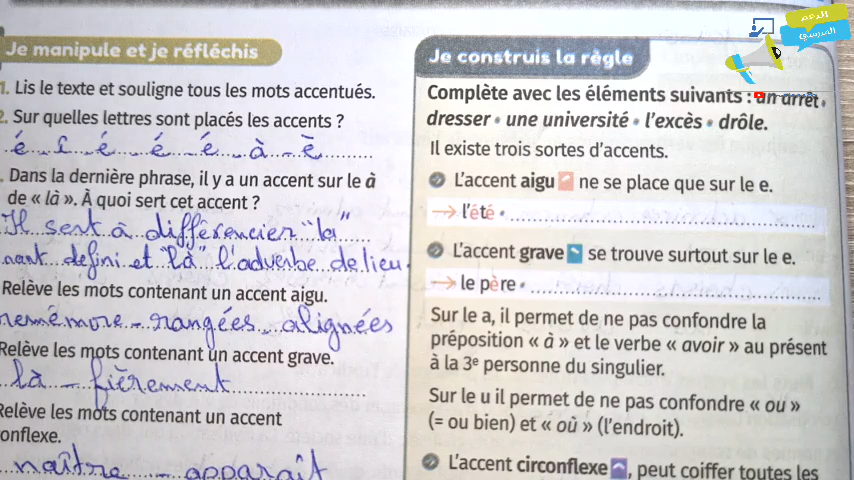 الدعم
المدرسي
Je manipule et je réfléchis
1. Lis le texte et souligne tous les mots accentués.
2. Sur quelles lettres sont placés les accents ?
é î é é é à è
Dans la dernière phrase, il y a un accent sur le à
de « là ». À quoi sert cet accent ?
Il sert à différencier "la"
nant défini et "là" l'adverbe de lieu.
Relève les mots contenant un accent aigu.
remémore - rangées - alignées
Relève les mots contenant un accent grave.
là - fièrement
Relève les mots contenant un accent
onflexe.
naître - apparaît
Je construis la règle
Complète avec les éléments suivants : un arrêt •
dresser • une université • l'excès • drôle.
Il existe trois sortes d'accents.
L'accent aigu ne se place que sur le e.
→ l'été •
L'accent grave se trouve surtout sur le e.
→ le père •
Sur le a, il permet de ne pas confondre la
préposition « à » et le verbe « avoir » au présent
à la 3e personne du singulier.
Sur le u il permet de ne pas confondre « ou »
(= ou bien) et « où » (l'endroit).
L'accent circonflexe , peut coiffer toutes les